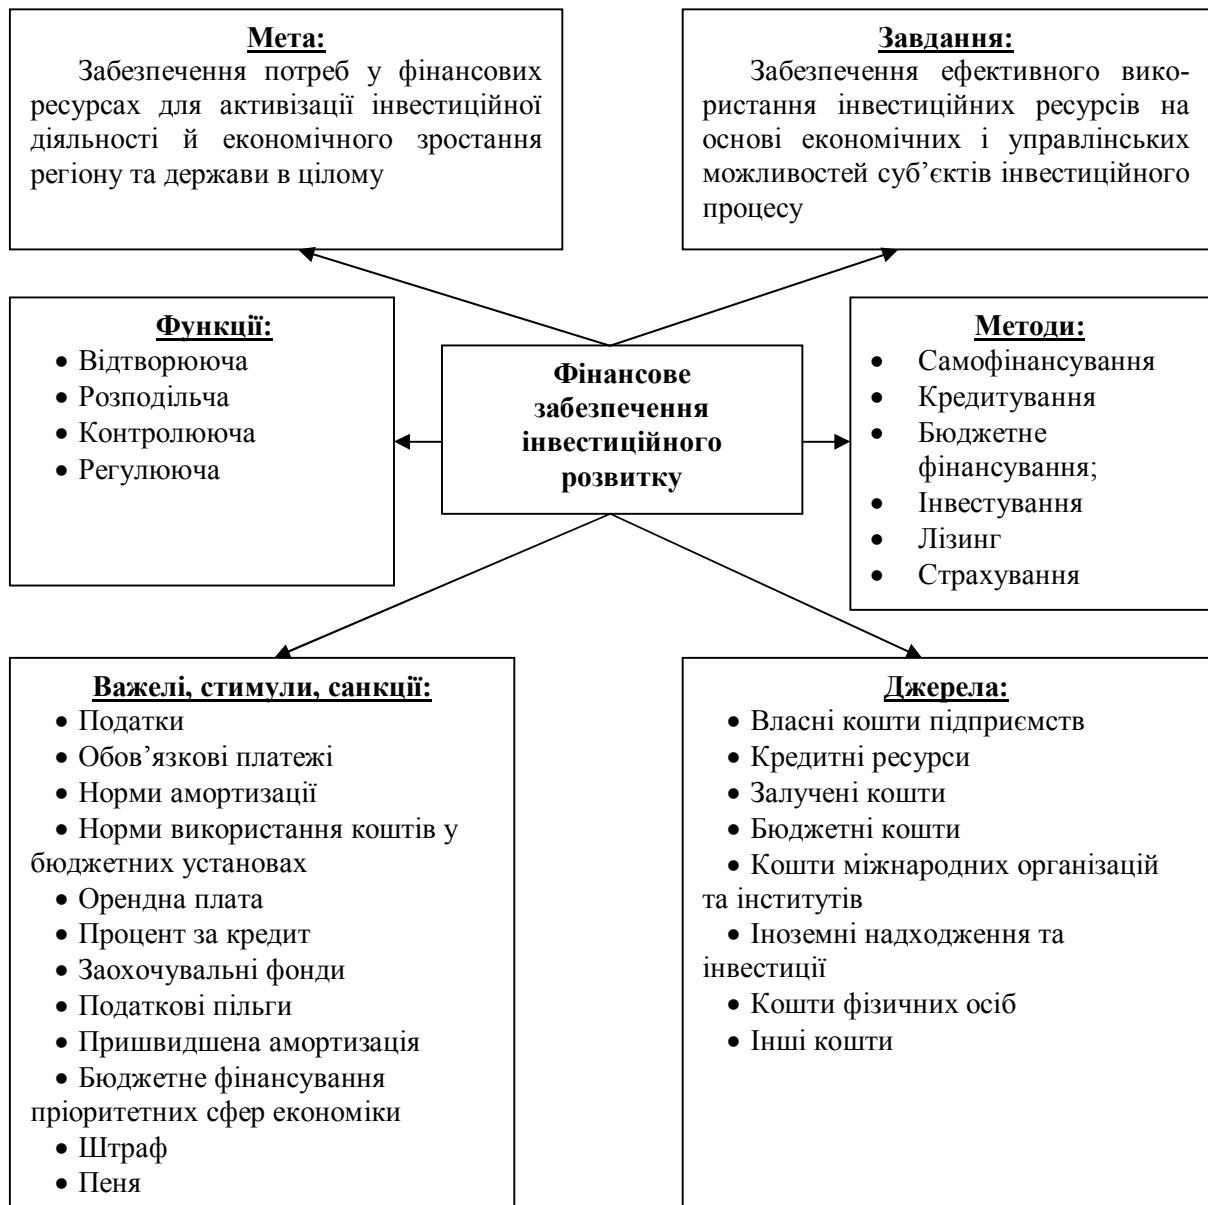 Мета:
Забезпечення потреб у фінансових
ресурсах для активізації інвестиційної
діяльності й економічного зростання
регіону та держави в цілому
Завдання:
Забезпечення ефективного вико-
ристання інвестиційних ресурсів на
основі економічних і управлінських
можливостей суб’єктів інвестиційного
процесу
Функції:
• Відтворююча
• Розподільча
• Контролююча
• Регулююча
Фінансове
забезпечення
інвестиційного
розвитку
Методи:
• Самофінансування
• Кредитування
• Бюджетне
фінансування;
• Інвестування
• Лізинг
• Страхування
Важелі, стимули, санкції:
• Податки
• Обов’язкові платежі
• Норми амортизації
• Норми використання коштів у
бюджетних установах
• Орендна плата
• Процент за кредит
• Заохочувальні фонди
• Податкові пільги
• Пришвидшена амортизація
• Бюджетне фінансування
пріоритетних сфер економіки
• Штраф
• Пеня
Джерела:
• Власні кошти підприємств
• Кредитні ресурси
• Залучені кошти
• Бюджетні кошти
• Кошти міжнародних організацій
та інститутів
• Іноземні надходження та
інвестиції
• Кошти фізичних осіб
• Інші кошти